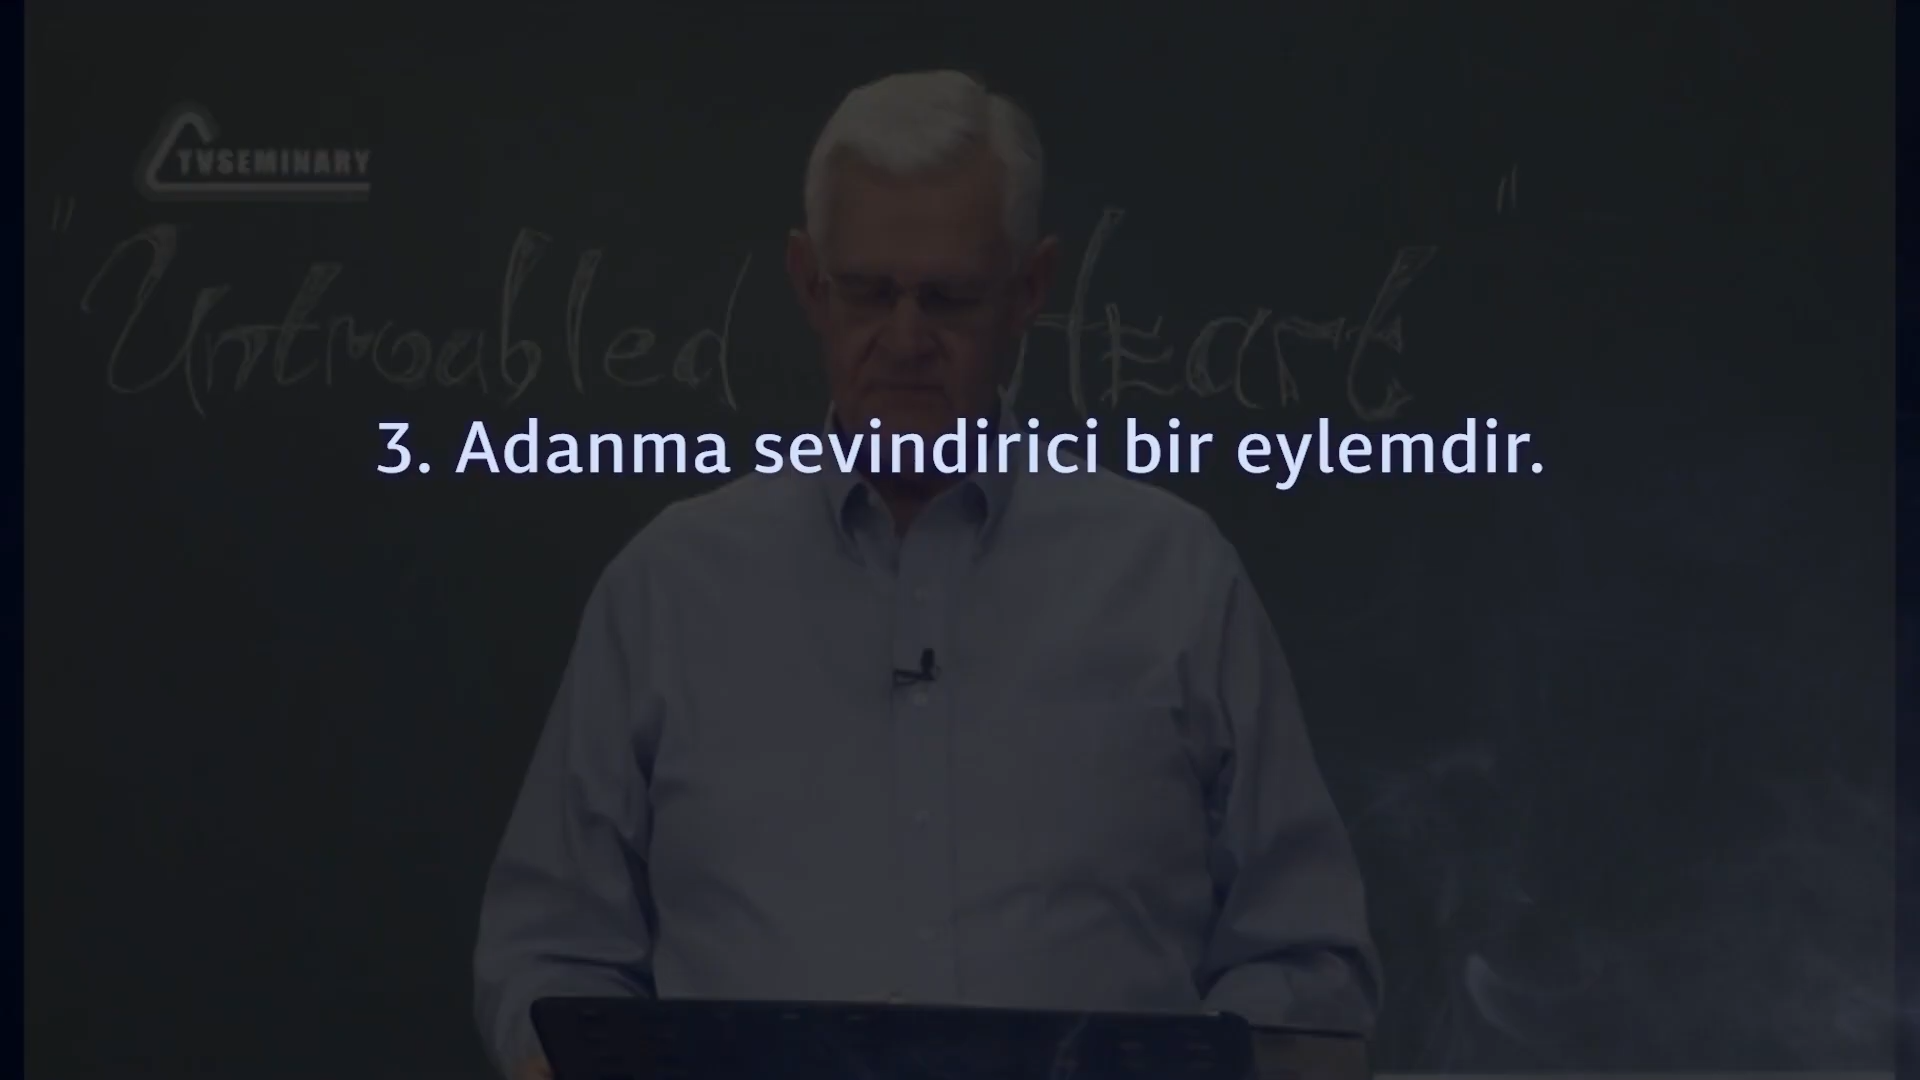 TVSEMINARY
"Untroubled Heart"
3. Adanma sevindirici bir eylemdir.